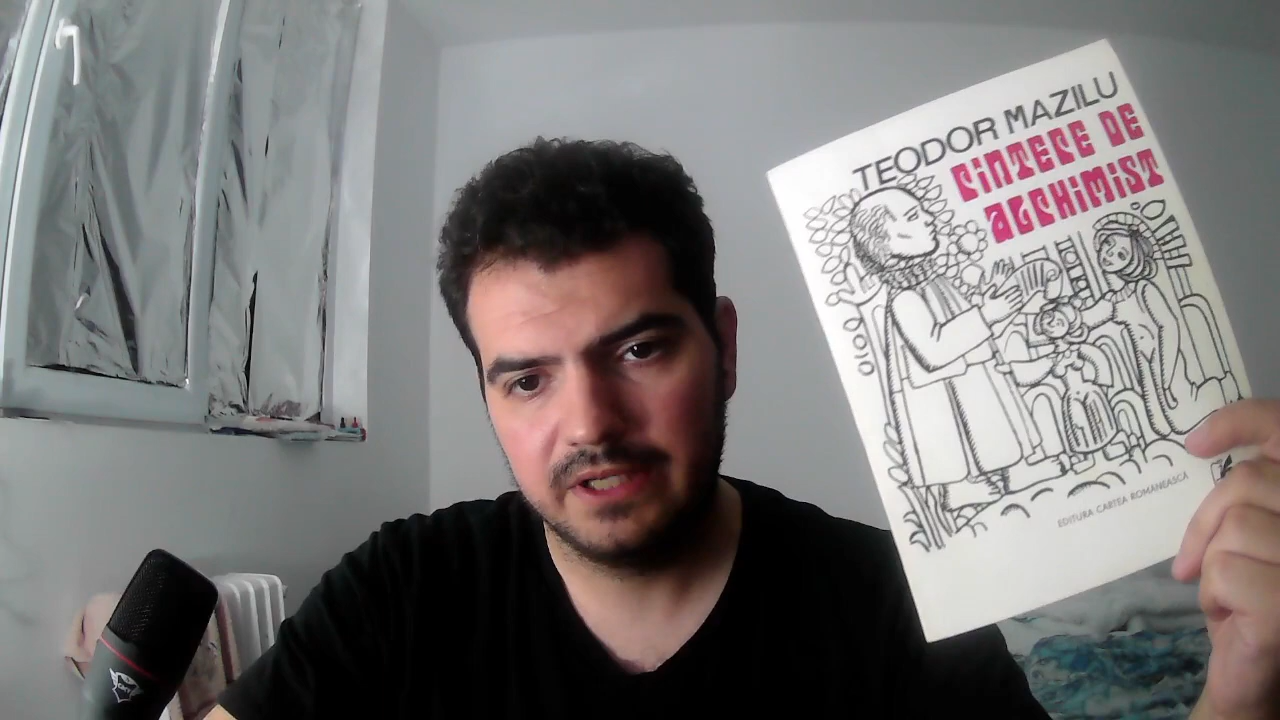 TEODOR MAZILU
CÎNTECE DE
ALCHIMIST
EDITURA CARTEA ROMÂNEASCĂ